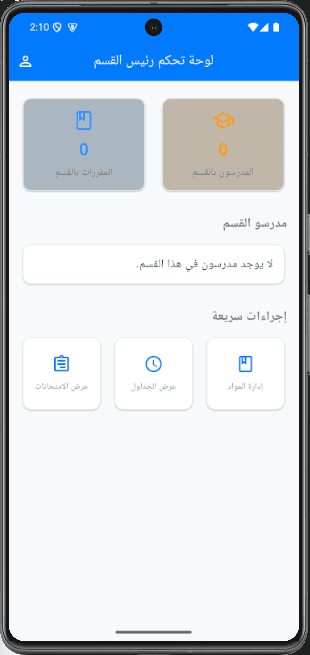 2:10
لوحة تحكم رئيس القسم
0
المدرسون بالقسم
0
المقررات بالقسم
مدرسو القسم
لا يوجد مدرسون في هذا القسم.
إجراءات سريعة
إدارة المواد
عرض الجداول
عرض الامتحانات